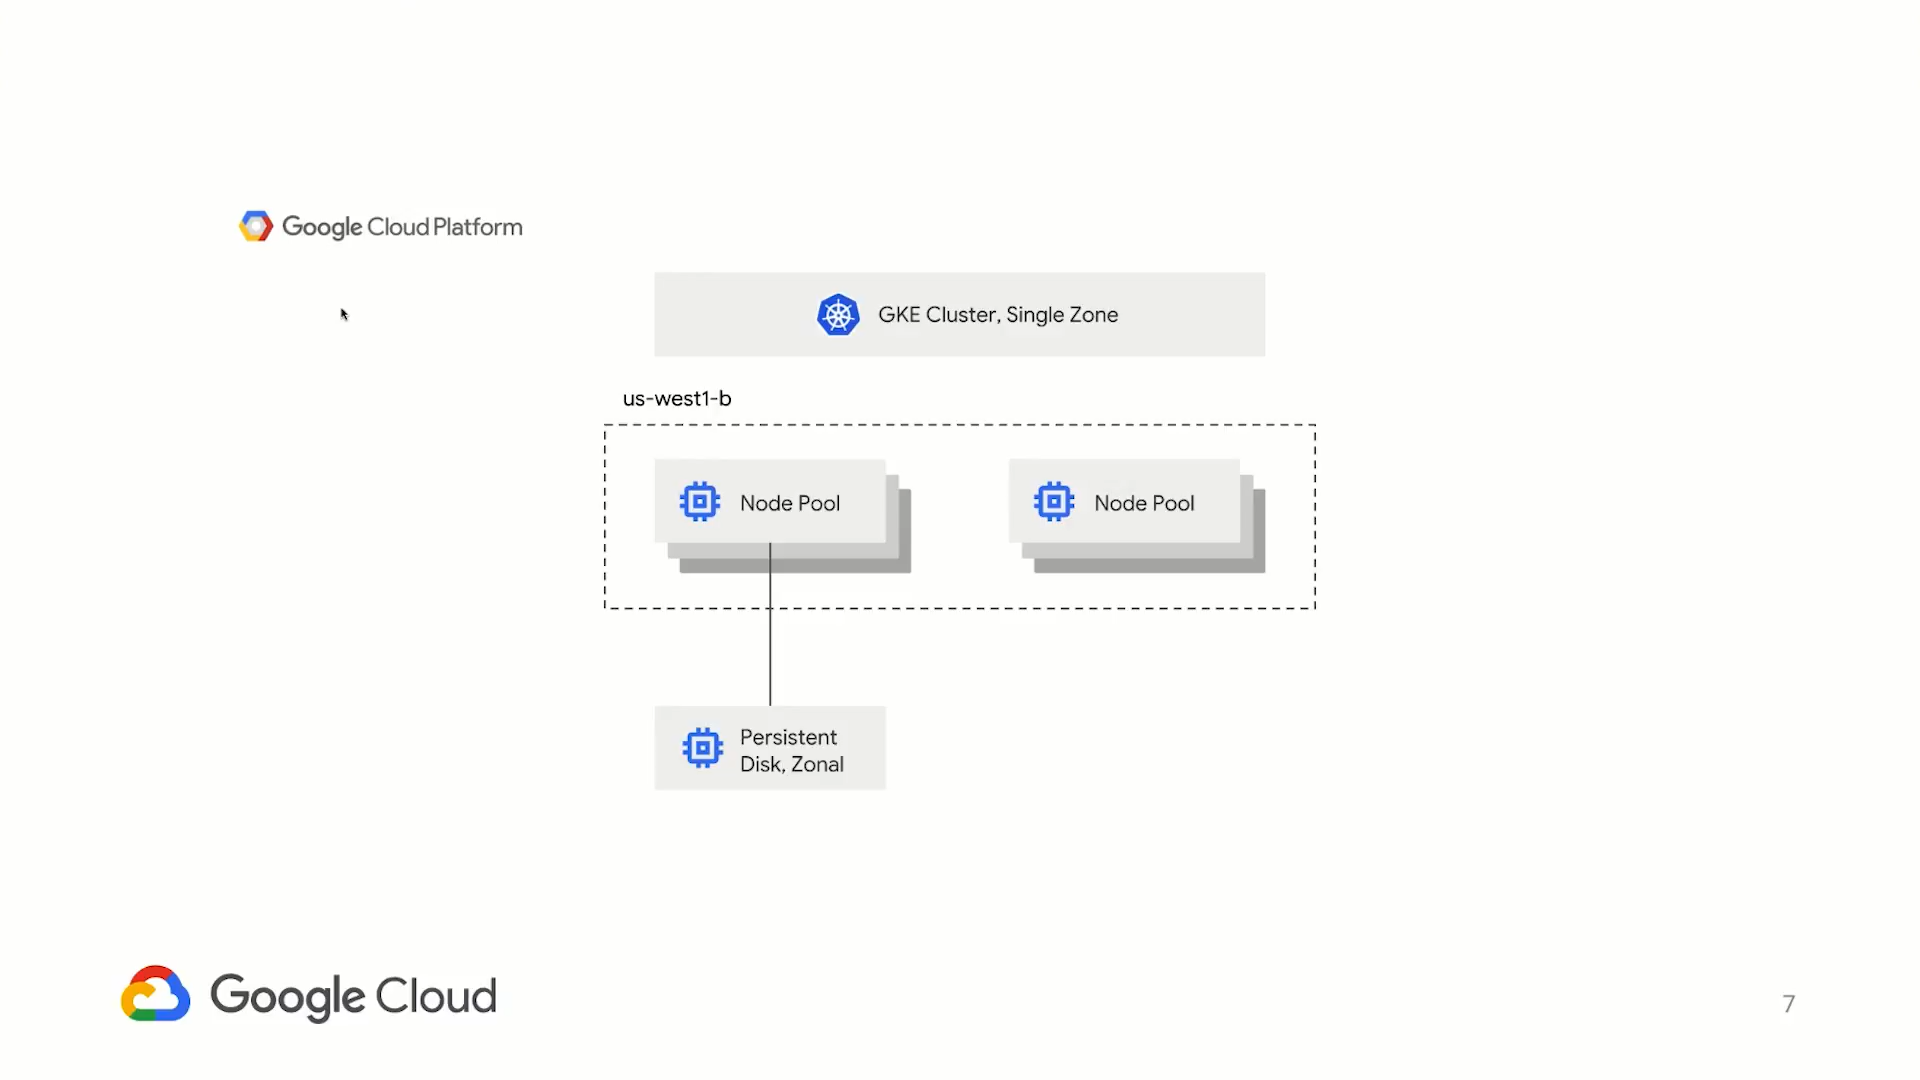 Google Cloud Platform
GKE Cluster, Single Zone
us-west1-b
Node Pool
Node Pool
Persistent
Disk, Zonal
Google Cloud
7